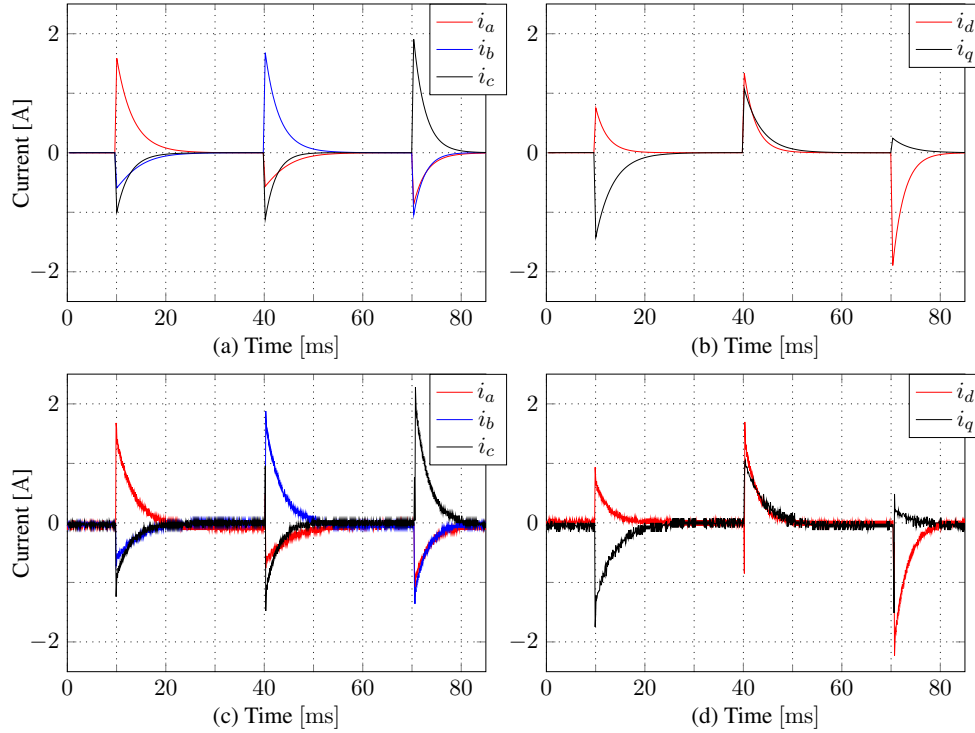 2
0
−2
Current [A]
i_a
i_b
i_c
0
20
40
60
80
(a) Time [ms]
2
0
−2
i_d
i_q
0
20
40
60
80
(b) Time [ms]
2
0
−2
Current [A]
i_a
i_b
i_c
0
20
40
60
80
(c) Time [ms]
2
0
−2
i_d
i_q
0
20
40
60
80
(d) Time [ms]